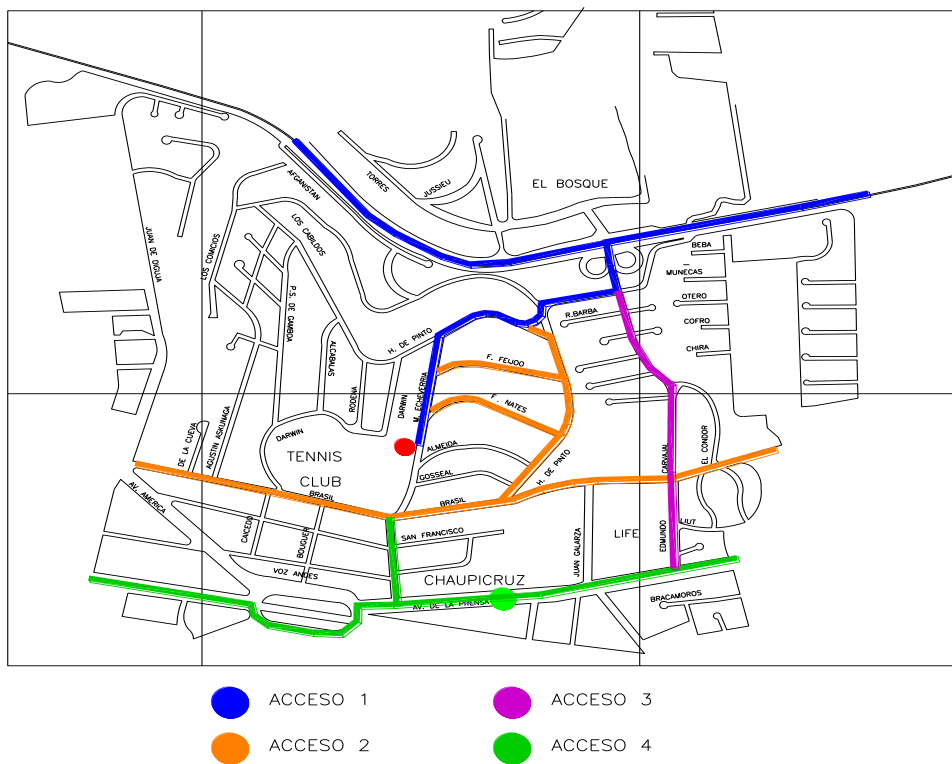 EL BOSQUE
TORRES
JUSSIEU
AFGANISTAN
LOS CABILDOS
JUAN DE DIGUJA
LOS COMICIOS
BEBA
MUNECAS
OTERO
COFRO
CHIRA
R.BARBA
P.S. DE GAMBOA
H. DE PINTO
ALCABALAS
RODENA
DARWIN
M. ECHEVERRIA
F. FEIJOO
F. NATES
DE LA CUEVA
AGUSTIN ASKUNAGA
DARWIN
TENNIS
CLUB
ALMEIDA
GOSSEAL
H. DE PINTO
CARVAJAL
EL CONDOR
BRASIL
BRASIL
AV. AMERICA
CAICEDO
BOUGUER
SAN FRANCISCO
JUAN GALARZA
LIFE
EDMUNDO
LIUT
VOZ ANDES
CHAUPICRUZ
AV. DE LA PRENSA
BRACAMOROS
ACCESO 1
ACCESO 3
ACCESO 2
ACCESO 4